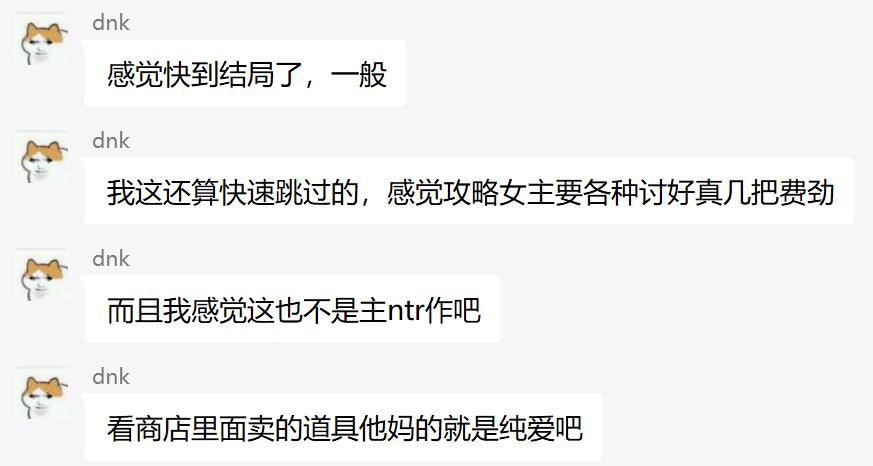 dnk
感觉快到结局了，一般
dnk
我这还算快速跳过的，感觉攻略女主要各种讨好真几把费劲
dnk
而且我感觉这也不是主ntr作吧
dnk
看商店里面卖的道具他妈的就是纯爱吧